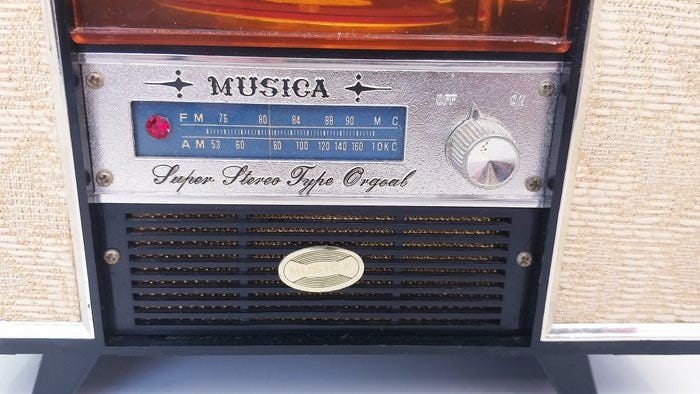 MUSICA
OFF ON
FM 76 80 84 88 90 MC
AM 53 60 80 100 120 140 160 10KC
Super Stereo Type Orgoal
MUSICA